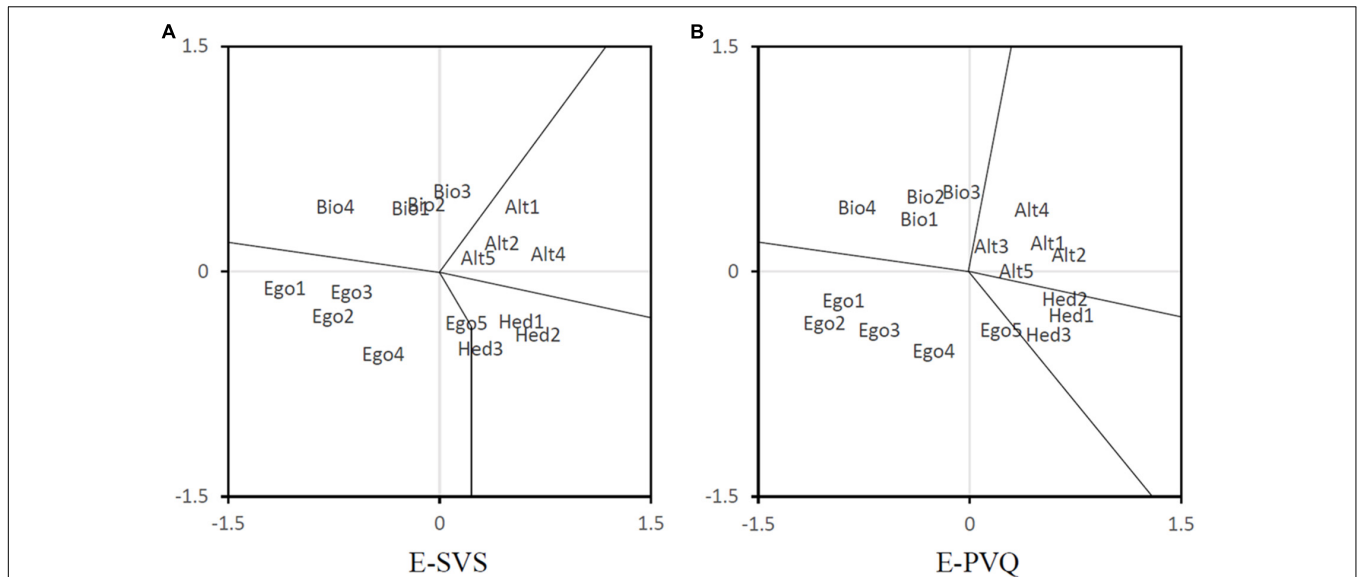 A
1.5
0
-1.5
-1.5
0
1.5
Bio3
Bio4
Bio1
Bio2
Alt1
Alt2
Alt5
Alt4
Ego1
Ego3
Ego2
Ego5
Hed1
Hed2
Hed3
Ego4
E-SVS
B
1.5
0
-1.5
-1.5
0
1.5
Bio2
Bio3
Bio4
Bio1
Alt4
Alt3
Alt1
Alt2
Alt5
Ego1
Hed2
Hed1
Ego2
Ego3
Ego5
Hed3
Ego4
E-PVQ